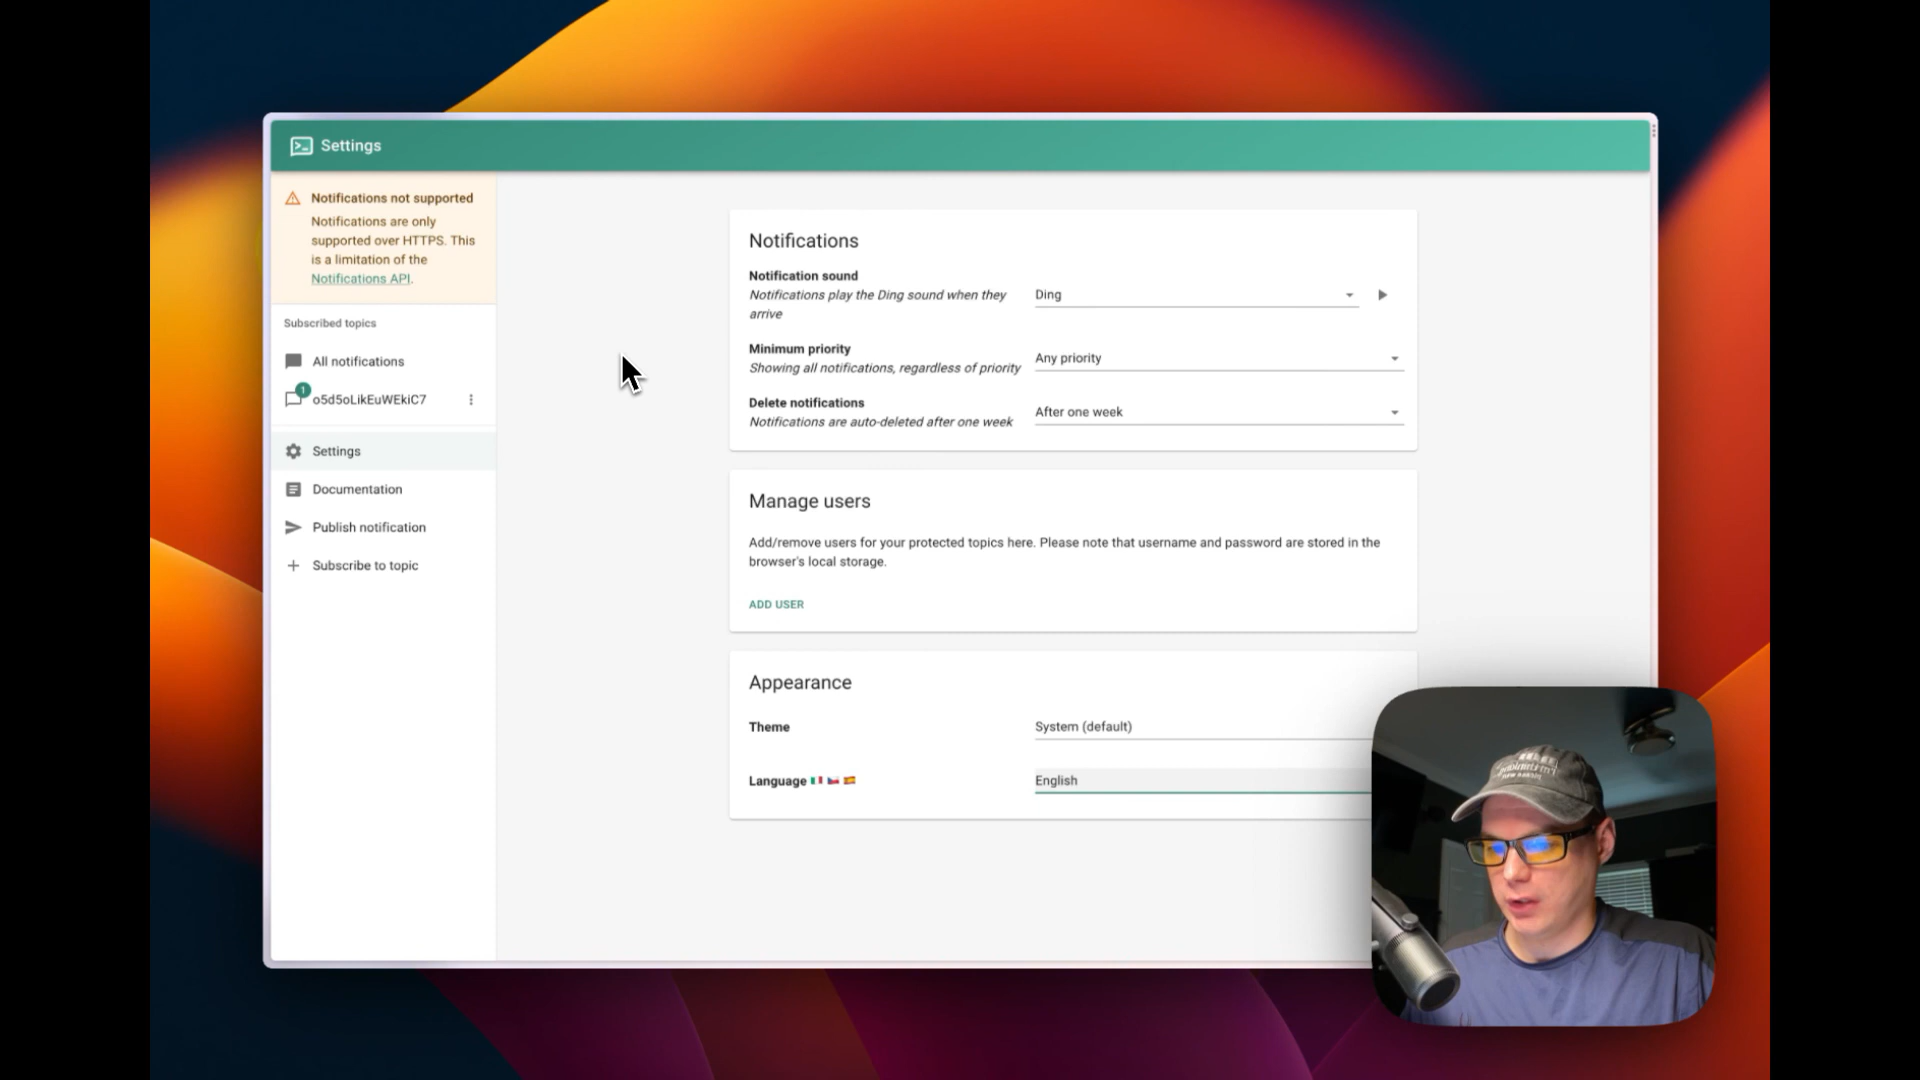 Settings
Notifications not supported
Notifications are only
supported over HTTPS. This
is a limitation of the
Notifications API.
Subscribed topics
All notifications
1
o5d5oLikEuWEkiC7
Settings
Documentation
Publish notification
Subscribe to topic
Notifications
Notification sound
Notifications play the Ding sound when they
arrive
Ding
Minimum priority
Showing all notifications, regardless of priority
Any priority
Delete notifications
Notifications are auto-deleted after one week
After one week
Manage users
Add/remove users for your protected topics here. Please note that username and password are stored in the
browser's local storage.
ADD USER
Appearance
Theme
System (default)
Language
English